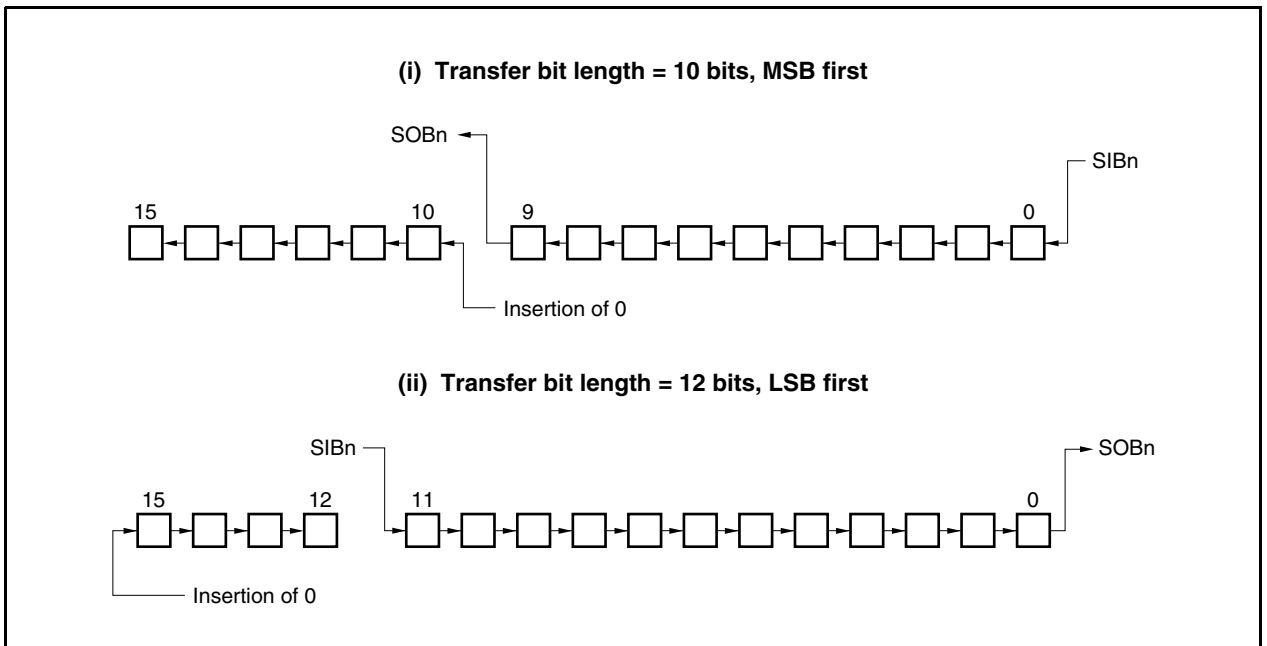 (i) Transfer bit length = 10 bits, MSB first
SOBn
SIBn
15 10 9 0
Insertion of 0
(ii) Transfer bit length = 12 bits, LSB first
SIBn SOBn
15 12 11 0
Insertion of 0